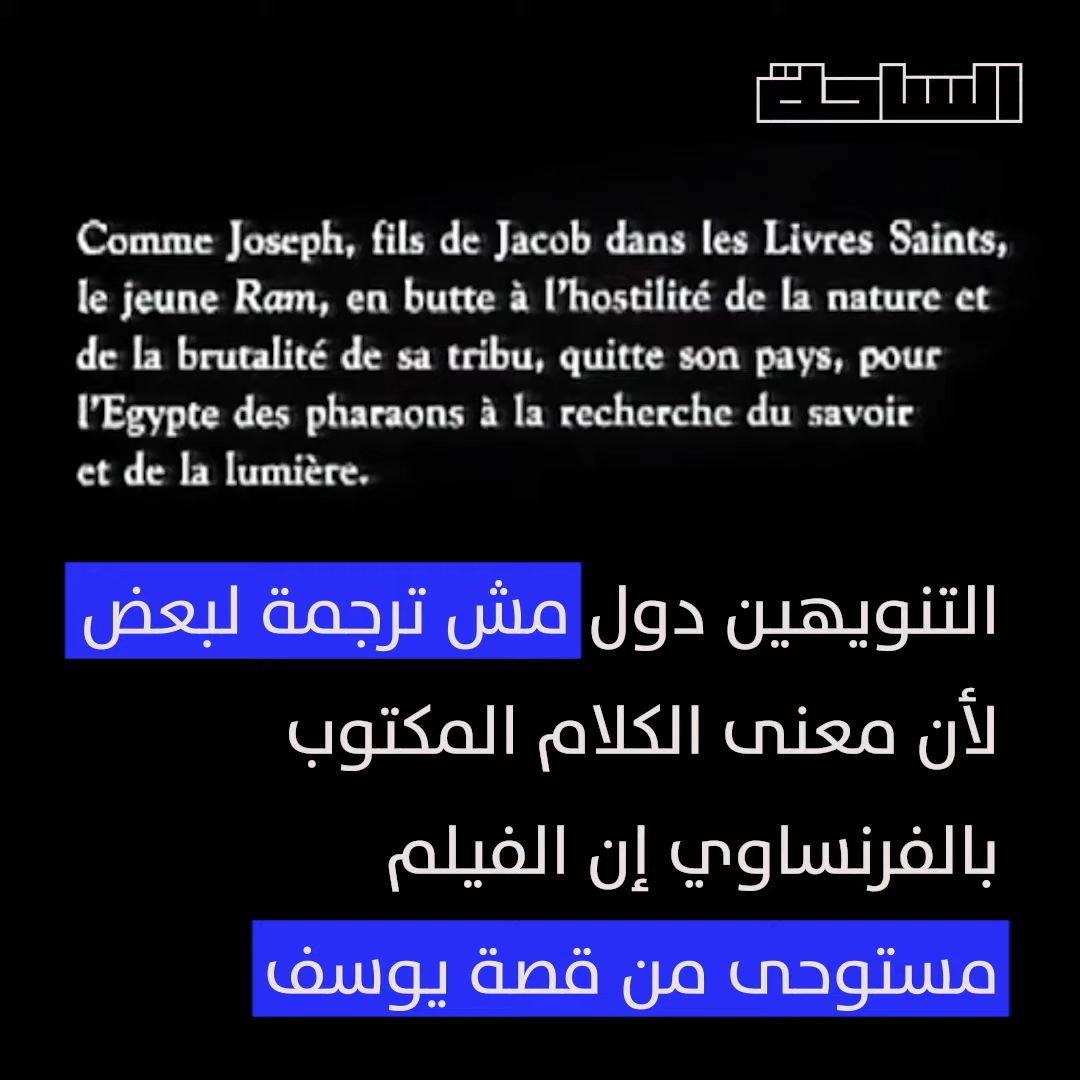 الساحة
Comme Joseph, fils de Jacob dans les Livres Saints,
le jeune Ram, en butte à l'hostilité de la nature et
de la brutalité de sa tribu, quitte son pays, pour
l'Egypte des pharaons à la recherche du savoir
et de la lumière.
التنويهين دول مش ترجمة لبعض
لأن معنى الكلام المكتوب
بالفرنساوي إن الفيلم
مستوحى من قصة يوسف